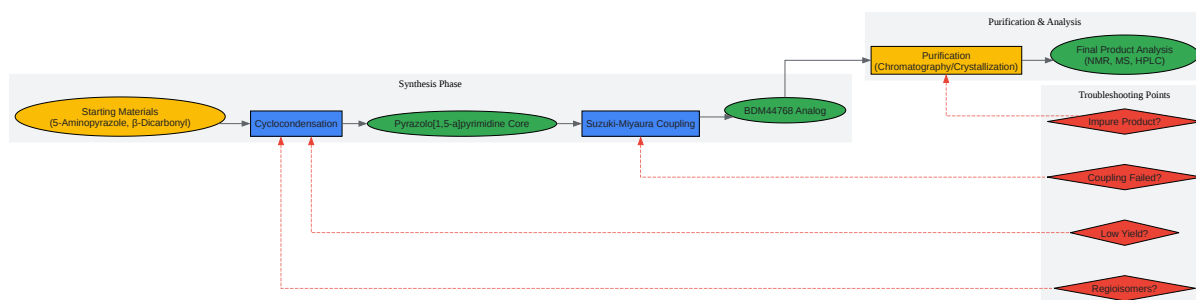 Purification & Analysis
Purification
(Chromatography/Crystallization)
Final Product Analysis
(NMR, MS, HPLC)
Synthesis Phase
Starting Materials
(5-Aminopyrazole, β-Dicarbonyl)
Cyclocondensation
Pyrazolo[1,5-a]pyrimidine Core
Suzuki-Miyaura Coupling
BDM44768 Analog
Troubleshooting Points
Impure Product?
Coupling Failed?
Low Yield?
Regioisomers?